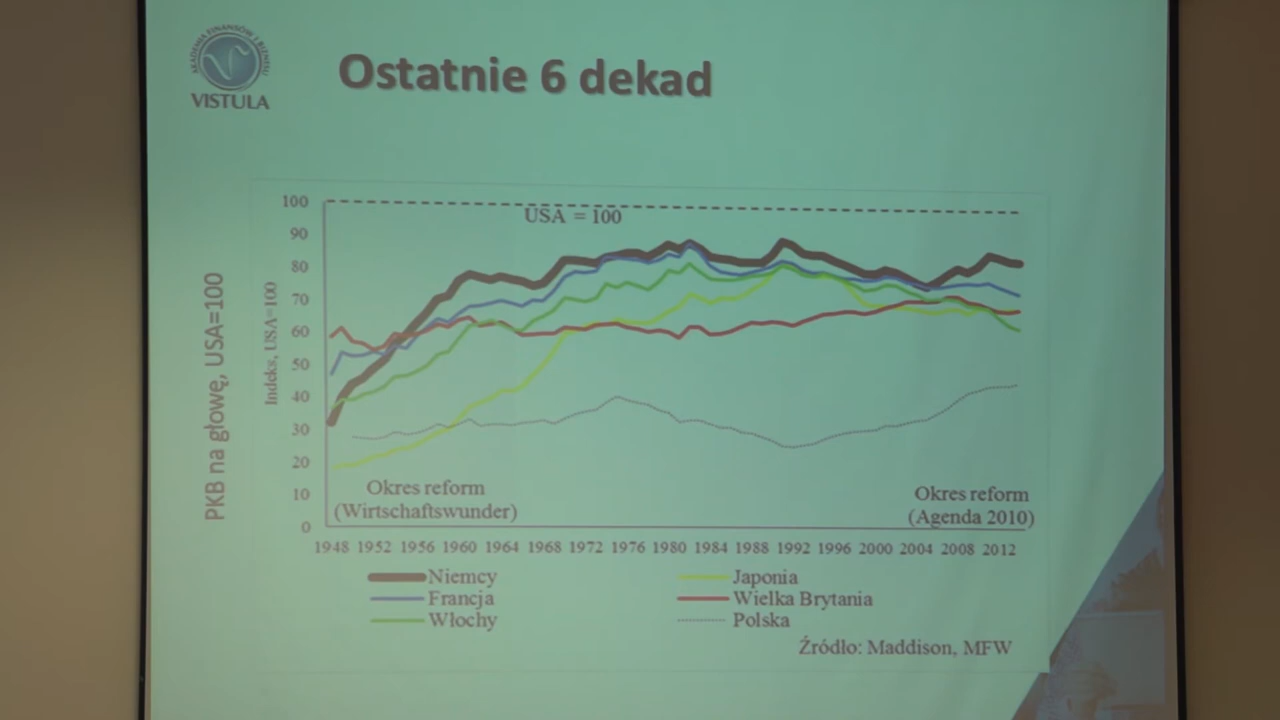 AKADEMIA FINANSÓW I BIZNESU
VISTULA
Ostatnie 6 dekad
PKB na głowę, USA=100
Indeks, USA=100
100
90
80
70
60
50
40
30
20
10
0
USA = 100
Okres reform
(Wirtschaftswunder)
Okres reform
(Agenda 2010)
1948 1952 1956 1960 1964 1968 1972 1976 1980 1984 1988 1992 1996 2000 2004 2008 2012
Niemcy
Japonia
Francja
Wielka Brytania
Włochy
Polska
Źródło: Maddison, MFW